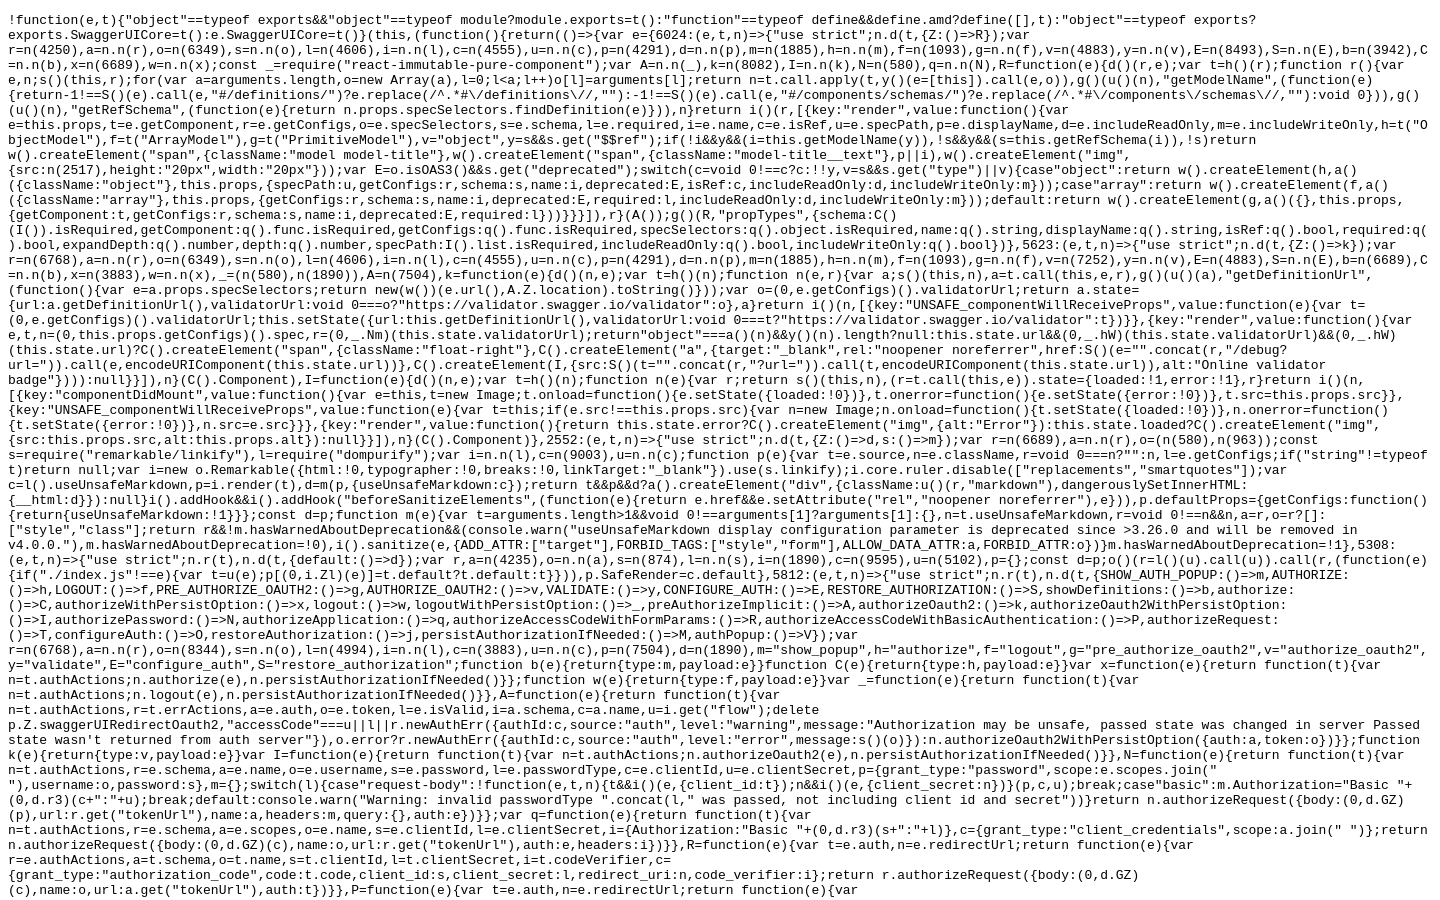 !function(e,t){"object"==typeof exports&&"object"==typeof module?module.exports=t():"function"==typeof define&&define.amd?define([],t):"object"==typeof exports?
exports.SwaggerUICore=t():e.SwaggerUICore=t()}(this,(function(){return(()=>{var e={6024:(e,t,n)=>{"use strict";n.d(t,{Z:()=>R});var
r=n(4250),a=n.n(r),o=n(6349),s=n.n(o),l=n(4606),i=n.n(l),c=n(4555),u=n.n(c),p=n(4291),d=n.n(p),m=n(1885),h=n.n(m),f=n(1093),g=n.n(f),v=n(4883),y=n.n(v),E=n(8493),S=n.n(E),b=n(3942),C
=n.n(b),x=n(6689),w=n.n(x);const _=require("react-immutable-pure-component");var A=n.n(_),k=n(8082),I=n.n(k),N=n(580),q=n.n(N),R=function(e){d()(r,e);var t=h()(r);function r(){var
e,n;s()(this,r);for(var a=arguments.length,o=new Array(a),l=0;l<a;l++)o[l]=arguments[l];return n=t.call.apply(t,y()(e=[this]).call(e,o)),g()(u()(n),"getModelName",(function(e)
{return-1!==S()(e).call(e,"#/definitions/")?e.replace(/^.*#\/definitions\//,""):-1!==S()(e).call(e,"#/components/schemas/")?e.replace(/^.*#\/components\/schemas\//,""):void 0})),g()
(u()(n),"getRefSchema",(function(e){return n.props.specSelectors.findDefinition(e)})),n}return i()(r,[{key:"render",value:function(){var
e=this.props,t=e.getComponent,r=e.getConfigs,o=e.specSelectors,s=e.schema,l=e.required,i=e.name,c=e.isRef,u=e.specPath,p=e.displayName,d=e.includeReadOnly,m=e.includeWriteOnly,h=t("O
bjectModel"),f=t("ArrayModel"),g=t("PrimitiveModel"),v="object",y=s&&s.get("$$ref");if(!i&&y&&(i=this.getModelName(y)),!s&&y&&(s=this.getRefSchema(i)),!s)return
w().createElement("span",{className:"model model-title"},w().createElement("span",{className:"model-title__text"},p||i),w().createElement("img",
{src:n(2517),height:"20px",width:"20px"}));var E=o.isOAS3()&&s.get("deprecated");switch(c=void 0!==c?c:!!y,v=s&&s.get("type")||v){case"object":return w().createElement(h,a()
({className:"object"},this.props,{specPath:u,getConfigs:r,schema:s,name:i,deprecated:E,isRef:c,includeReadOnly:d,includeWriteOnly:m}));case"array":return w().createElement(f,a()
({className:"array"},this.props,{getConfigs:r,schema:s,name:i,deprecated:E,required:l,includeReadOnly:d,includeWriteOnly:m}));default:return w().createElement(g,a()({},this.props,
{getComponent:t,getConfigs:r,schema:s,name:i,deprecated:E,required:l}))}}}]),r}(A());g()(R,"propTypes",{schema:C()
(I()).isRequired,getComponent:q().func.isRequired,getConfigs:q().func.isRequired,specSelectors:q().object.isRequired,name:q().string,displayName:q().string,isRef:q().bool,required:q(
).bool,expandDepth:q().number,depth:q().number,specPath:I().list.isRequired,includeReadOnly:q().bool,includeWriteOnly:q().bool})},5623:(e,t,n)=>{"use strict";n.d(t,{Z:()=>k});var
r=n(6768),a=n.n(r),o=n(6349),s=n.n(o),l=n(4606),i=n.n(l),c=n(4555),u=n.n(c),p=n(4291),d=n.n(p),m=n(1885),h=n.n(m),f=n(1093),g=n.n(f),v=n(7252),y=n.n(v),E=n(4883),S=n.n(E),b=n(6689),C
=n.n(b),x=n(3883),w=n.n(x),_=(n(580),n(1890)),A=n(7504),k=function(e){d()(n,e);var t=h()(n);function n(e,r){var a;s()(this,n),a=t.call(this,e,r),g()(u()(a),"getDefinitionUrl",
(function(){var e=a.props.specSelectors;return new(w())(e.url(),A.Z.location).toString()}));var o=(0,e.getConfigs)().validatorUrl;return a.state=
{url:a.getDefinitionUrl(),validatorUrl:void 0===o?"https://validator.swagger.io/validator":o},a}return i()(n,[{key:"UNSAFE_componentWillReceiveProps",value:function(e){var t=
(0,e.getConfigs)().validatorUrl;this.setState({url:this.getDefinitionUrl(),validatorUrl:void 0===t?"https://validator.swagger.io/validator":t})}},{key:"render",value:function(){var
e,t,n=(0,this.props.getConfigs)().spec,r=(0,_.Nm)(this.state.validatorUrl);return"object"===a()(n)&&y()(n).length?null:this.state.url&&(0,_.hW)(this.state.validatorUrl)&&(0,_.hW)
(this.state.url)?C().createElement("span",{className:"float-right"},C().createElement("a",{target:"_blank",rel:"noopener noreferrer",href:S()(e="".concat(r,"/debug?
url=")).call(e,encodeURIComponent(this.state.url))},C().createElement(I,{src:S()(t="".concat(r,"?url=")).call(t,encodeURIComponent(this.state.url)),alt:"Online validator
badge"}))):null}}]),n}(C().Component),I=function(e){d()(n,e);var t=h()(n);function n(e){var r;return s()(this,n),(r=t.call(this,e)).state={loaded:!1,error:!1},r}return i()(n,
[{key:"componentDidMount",value:function(){var e=this,t=new Image;t.onload=function(){e.setState({loaded:!0})},t.onerror=function(){e.setState({error:!0})},t.src=this.props.src}},
{key:"UNSAFE_componentWillReceiveProps",value:function(e){var t=this;if(e.src!==this.props.src){var n=new Image;n.onload=function(){t.setState({loaded:!0})},n.onerror=function()
{t.setState({error:!0})},n.src=e.src}}},{key:"render",value:function(){return this.state.error?C().createElement("img",{alt:"Error"}):this.state.loaded?C().createElement("img",
{src:this.props.src,alt:this.props.alt}):null}}]),n}(C().Component)},2552:(e,t,n)=>{"use strict";n.d(t,{Z:()=>d,s:()=>m});var r=n(6689),a=n.n(r),o=(n(580),n(963));const
s=require("remarkable/linkify"),l=require("dompurify");var i=n.n(l),c=n(9003),u=n.n(c);function p(e){var t=e.source,n=e.className,r=void 0===n?"":n,l=e.getConfigs;if("string"!=typeof
t)return null;var i=new o.Remarkable({html:!0,typographer:!0,breaks:!0,linkTarget:"_blank"}).use(s.linkify);i.core.ruler.disable(["replacements","smartquotes"]);var
c=l().useUnsafeMarkdown,p=i.render(t),d=m(p,{useUnsafeMarkdown:c});return t&&p&&d?a().createElement("div",{className:u()(r,"markdown"),dangerouslySetInnerHTML:
{__html:d}}):null}i().addHook&&i().addHook("beforeSanitizeElements",(function(e){return e.href&&e.setAttribute("rel","noopener noreferrer"),e})),p.defaultProps={getConfigs:function()
{return{useUnsafeMarkdown:!1}}};const d=p;function m(e){var t=arguments.length>1&&void 0!==arguments[1]?arguments[1]:{},n=t.useUnsafeMarkdown,r=void 0!==n&&n,a=r,o=r?[]:
["style","class"];return r&&!m.hasWarnedAboutDeprecation&&(console.warn("useUnsafeMarkdown display configuration parameter is deprecated since >3.26.0 and will be removed in
v4.0.0."),m.hasWarnedAboutDeprecation=!0),i().sanitize(e,{ADD_ATTR:["target"],FORBID_TAGS:["style","form"],ALLOW_DATA_ATTR:a,FORBID_ATTR:o})}m.hasWarnedAboutDeprecation=!1},5308:
(e,t,n)=>{"use strict";n.r(t),n.d(t,{default:()=>d});var r,a=n(4235),o=n.n(a),s=n(874),l=n.n(s),i=n(1890),c=n(9595),u=n(5102),p={};const d=p;o()(r=l()(u).call(u)).call(r,(function(e)
{if("./index.js"!==e){var t=u(e);p[(0,i.Zl)(e)]=t.default?t.default:t}})),p.SafeRender=c.default},5812:(e,t,n)=>{"use strict";n.r(t),n.d(t,{SHOW_AUTH_POPUP:()=>m,AUTHORIZE:
()=>h,LOGOUT:()=>f,PRE_AUTHORIZE_OAUTH2:()=>g,AUTHORIZE_OAUTH2:()=>v,VALIDATE:()=>y,CONFIGURE_AUTH:()=>E,RESTORE_AUTHORIZATION:()=>S,showDefinitions:()=>b,authorize:
()=>C,authorizeWithPersistOption:()=>x,logout:()=>w,logoutWithPersistOption:()=>_,preAuthorizeImplicit:()=>A,authorizeOauth2:()=>k,authorizeOauth2WithPersistOption:
()=>I,authorizePassword:()=>N,authorizeApplication:()=>q,authorizeAccessCodeWithFormParams:()=>R,authorizeAccessCodeWithBasicAuthentication:()=>P,authorizeRequest:
()=>T,configureAuth:()=>O,restoreAuthorization:()=>j,persistAuthorizationIfNeeded:()=>M,authPopup:()=>V});var
r=n(6768),a=n.n(r),o=n(8344),s=n.n(o),l=n(4994),i=n.n(l),c=n(3883),u=n.n(c),p=n(7504),d=n(1890),m="show_popup",h="authorize",f="logout",g="pre_authorize_oauth2",v="authorize_oauth2",
y="validate",E="configure_auth",S="restore_authorization";function b(e){return{type:m,payload:e}}function C(e){return{type:h,payload:e}}var x=function(e){return function(t){var
n=t.authActions;n.authorize(e),n.persistAuthorizationIfNeeded()}};function w(e){return{type:f,payload:e}}var _=function(e){return function(t){var
n=t.authActions;n.logout(e),n.persistAuthorizationIfNeeded()}},A=function(e){return function(t){var
n=t.authActions,r=t.errActions,a=e.auth,o=e.token,l=e.isValid,i=a.schema,c=a.name,u=i.get("flow");delete
p.Z.swaggerUIRedirectOauth2,"accessCode"===u||l||r.newAuthErr({authId:c,source:"auth",level:"warning",message:"Authorization may be unsafe, passed state was changed in server Passed
state wasn't returned from auth server"}),o.error?r.newAuthErr({authId:c,source:"auth",level:"error",message:s()(o)}):n.authorizeOauth2WithPersistOption({auth:a,token:o})}};function
k(e){return{type:v,payload:e}}var I=function(e){return function(t){var n=t.authActions;n.authorizeOauth2(e),n.persistAuthorizationIfNeeded()}},N=function(e){return function(t){var
n=t.authActions,r=e.schema,a=e.name,o=e.username,s=e.password,l=e.passwordType,c=e.clientId,u=e.clientSecret,p={grant_type:"password",scope:e.scopes.join("
"),username:o,password:s},m={};switch(l){case"request-body":!function(e,t,n){t&&i()(e,{client_id:t});n&&i()(e,{client_secret:n})}(p,c,u);break;case"basic":m.Authorization="Basic "+
(0,d.r3)(c+":"+u);break;default:console.warn("Warning: invalid passwordType ".concat(l," was passed, not including client id and secret"))}return n.authorizeRequest({body:(0,d.GZ)
(p),url:r.get("tokenUrl"),name:a,headers:m,query:{},auth:e})}};var q=function(e){return function(t){var
n=t.authActions,r=e.schema,a=e.scopes,o=e.name,s=e.clientId,l=e.clientSecret,i={Authorization:"Basic "+(0,d.r3)(s+":"+l)},c={grant_type:"client_credentials",scope:a.join(" ")};return
n.authorizeRequest({body:(0,d.GZ)(c),name:o,url:r.get("tokenUrl"),auth:e,headers:i})}},R=function(e){var t=e.auth,n=e.redirectUrl;return function(e){var
r=e.authActions,a=t.schema,o=t.name,s=t.clientId,l=t.clientSecret,i=t.codeVerifier,c=
{grant_type:"authorization_code",code:t.code,client_id:s,client_secret:l,redirect_uri:n,code_verifier:i};return r.authorizeRequest({body:(0,d.GZ)
(c),name:o,url:a.get("tokenUrl"),auth:t})}},P=function(e){var t=e.auth,n=e.redirectUrl;return function(e){var